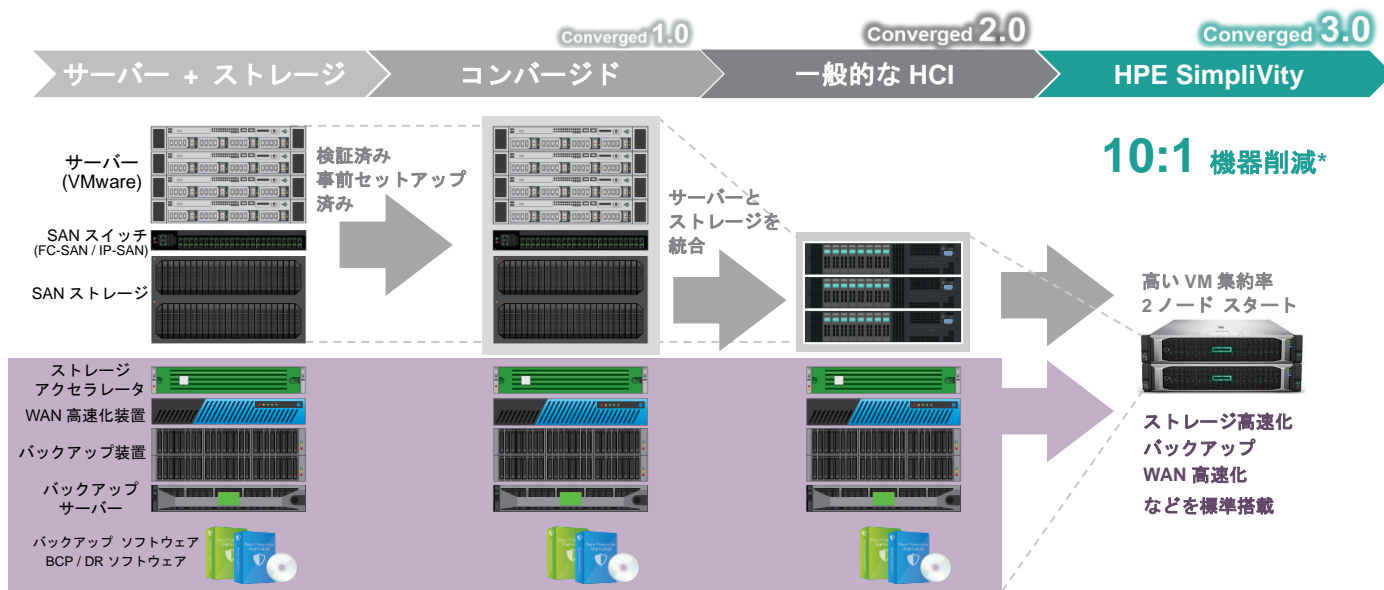 Converged 1.0
Converged 2.0
Converged 3.0
サーバー + ストレージ
コンバージド
一般的な HCI
HPE SimpliVity
サーバー
(VMware)
SAN スイッチ
(FC-SAN / IP-SAN)
SAN ストレージ
検証済み
事前セットアップ
済み
サーバーと
ストレージを
統合
10:1 機器削減*
高い VM 集約率
2 ノード スタート
ストレージ
アクセラレータ
WAN 高速化装置
バックアップ装置
バックアップ
サーバー
バックアップ ソフトウェア
BCP / DR ソフトウェア
ストレージ高速化
バックアップ
WAN 高速化
などを標準搭載